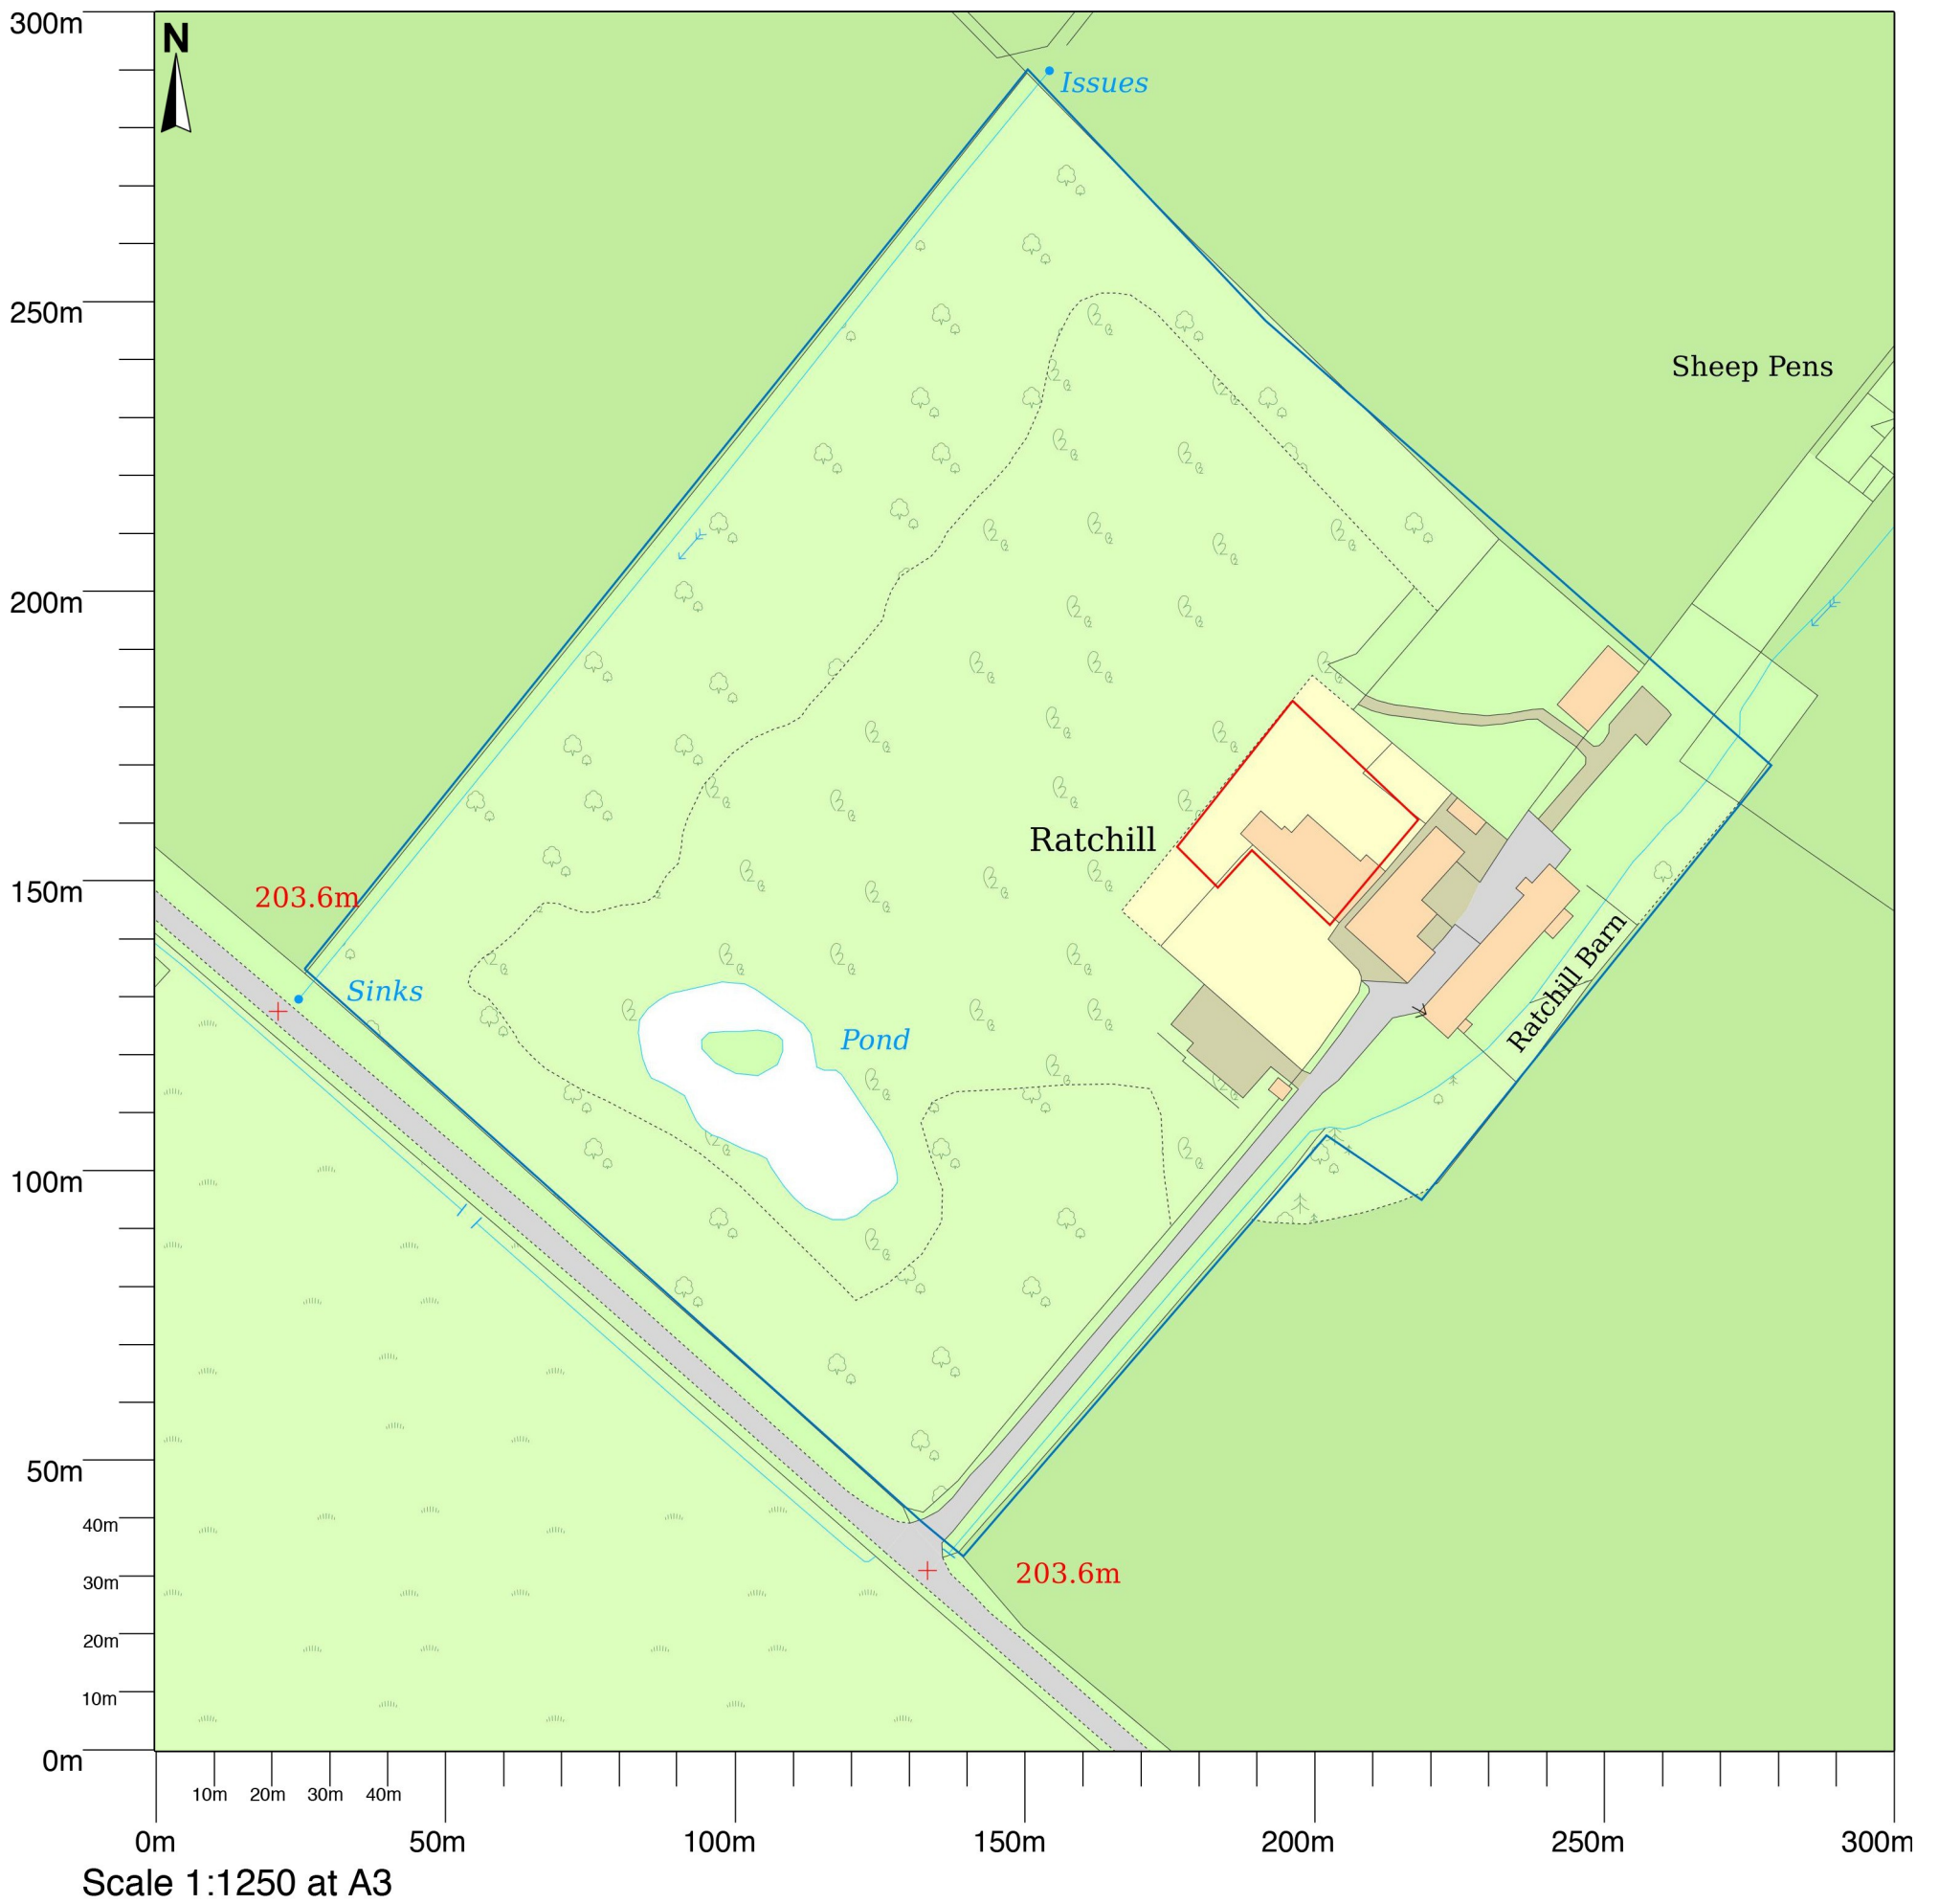 300m
N
Issues
250m
Sheep Pens
200m
Ratchill
150m
203.6m
Ratchill Barn
Sinks
Pond
100m
50m
40m
30m
203.6m
20m
10m
0m
10m 20m 30m 40m
0m 50m 100m 150m 200m 250m 300m
Scale 1:1250 at A3